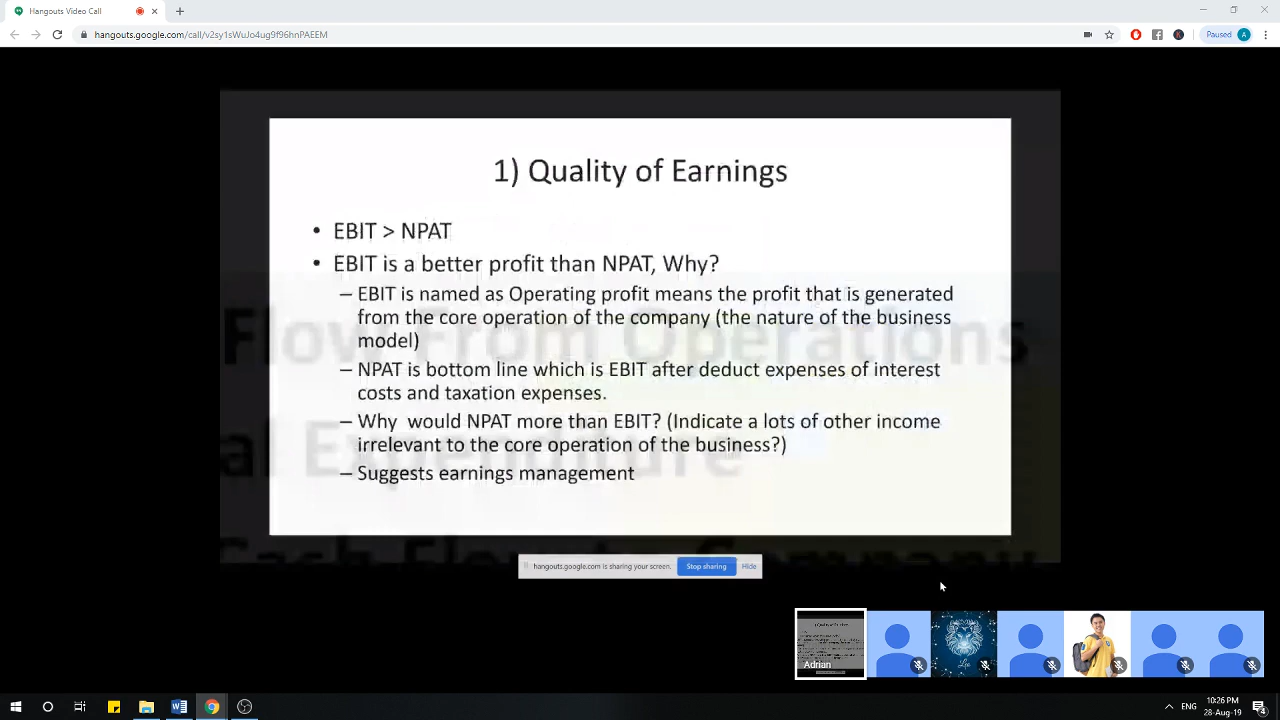 Hangouts Video Call
hangouts.google.com/call/v2sy1sWuJo4ug9f96hnPAEEM
Paused
A
1) Quality of Earnings
• EBIT > NPAT
• EBIT is a better profit than NPAT, Why?
– EBIT is named as Operating profit means the profit that is generated
from the core operation of the company (the nature of the business
model)
– NPAT is bottom line which is EBIT after deduct expenses of interest
costs and taxation expenses.
– Why would NPAT more than EBIT? (Indicate a lots of other income
irrelevant to the core operation of the business?)
– Suggests earnings management
Flow From Operations
al Expenditure
hangouts.google.com is sharing your screen.
Stop sharing
Hide
Adrian
ENG
10:26 PM
28-Aug-19